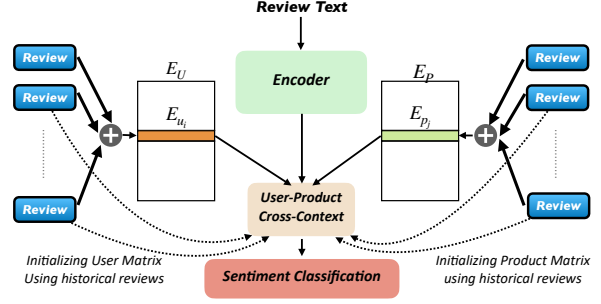 Review Text
Review
Review
Review
E_U
E_{u_i}
Encoder
E_P
E_{p_j}
Review
Review
Review
User-Product
Cross-Context
Initializing User Matrix
Using historical reviews
Initializing Product Matrix
using historical reviews
Sentiment Classification